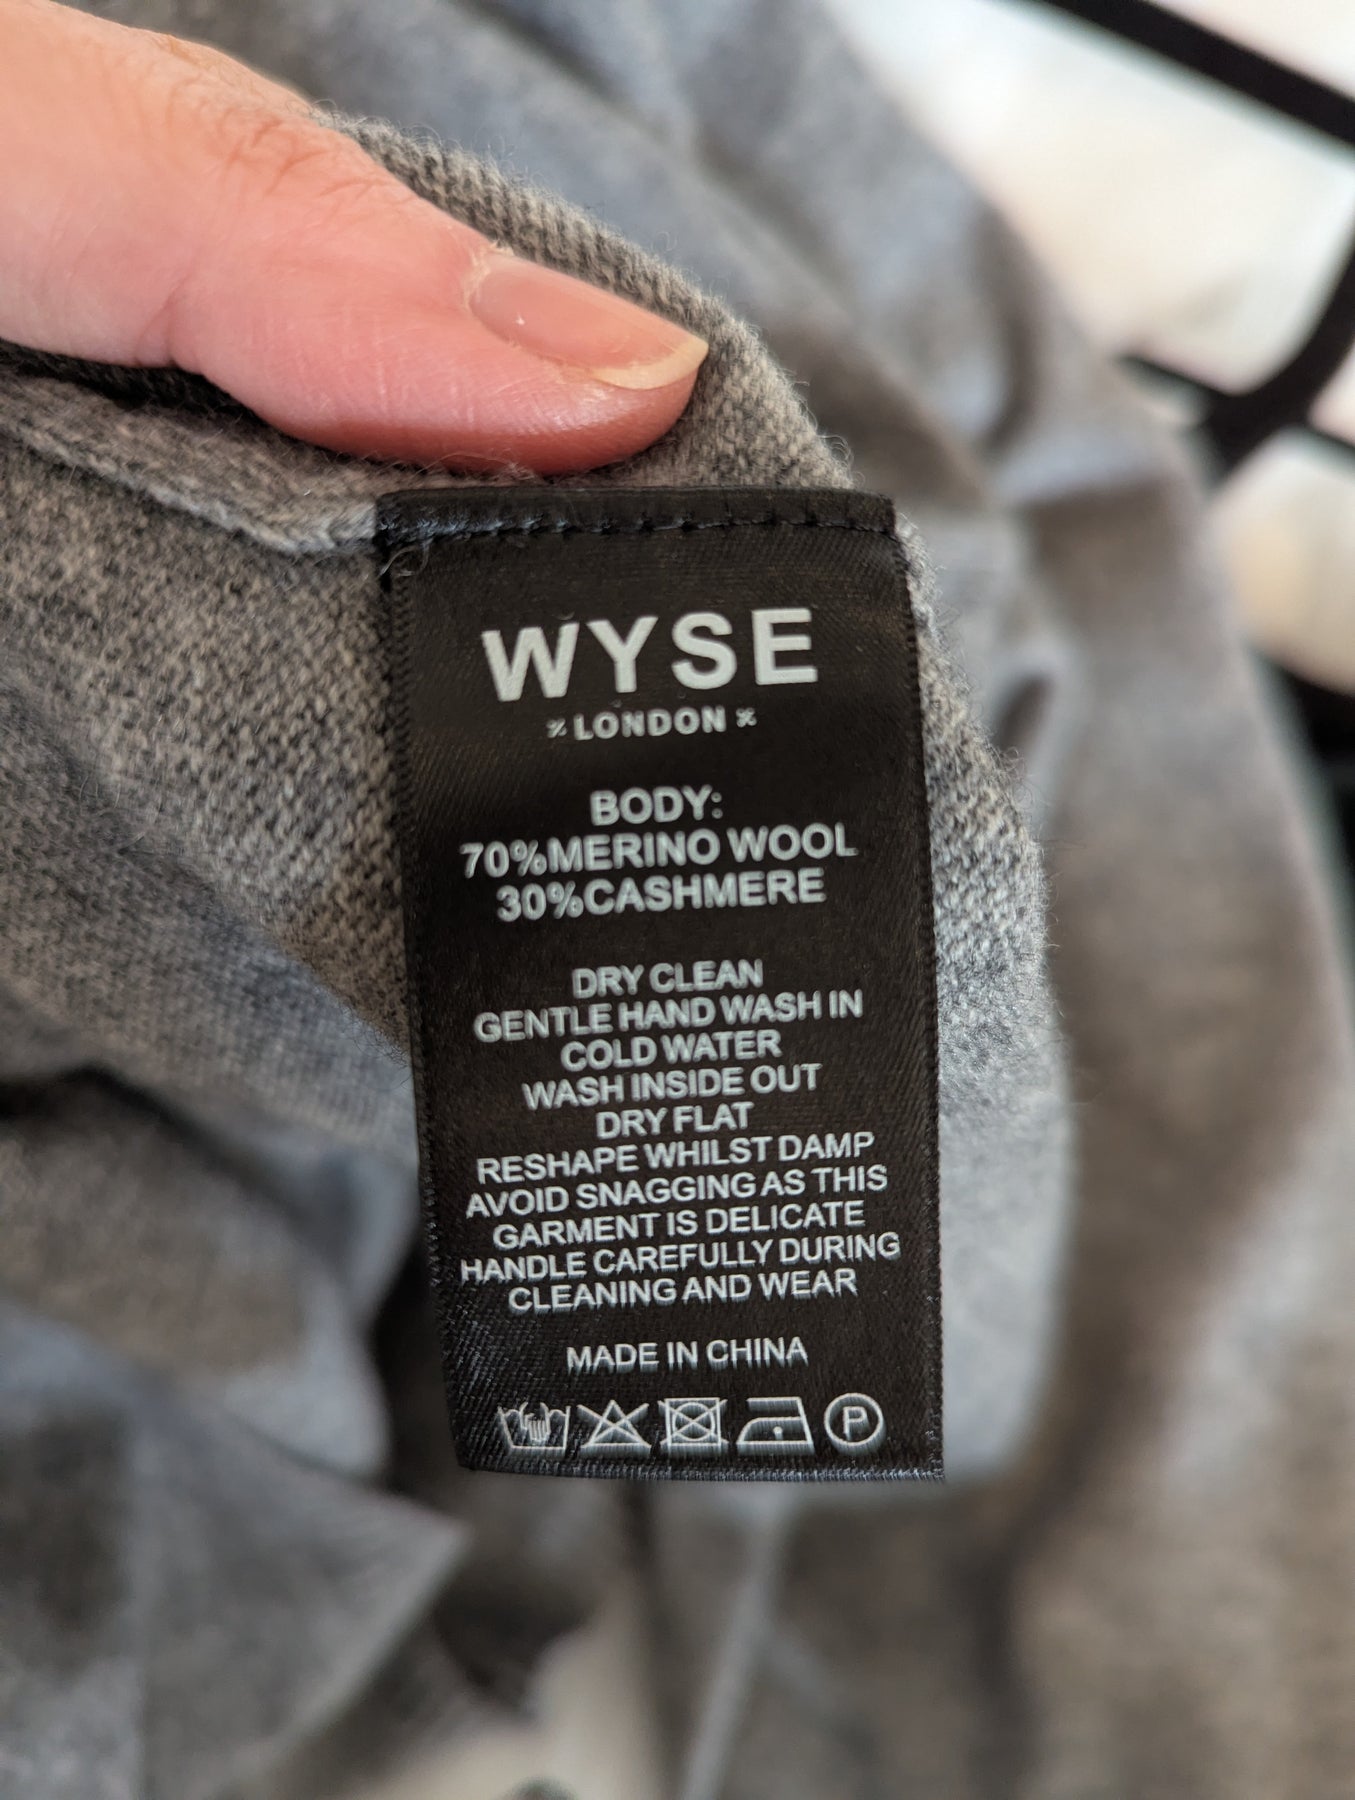 WYSE
LONDON
BODY:
70%MERINO WOOL
30%CASHMERE
DRY CLEAN
GENTLE HAND WASH IN
COLD WATER
WASH INSIDE OUT
DRY FLAT
RESHAPE WHILST DAMP
AVOID SNAGGING AS THIS
GARMENT IS DELICATE
HANDLE CAREFULLY DURING
CLEANING AND WEAR
MADE IN CHINA
P